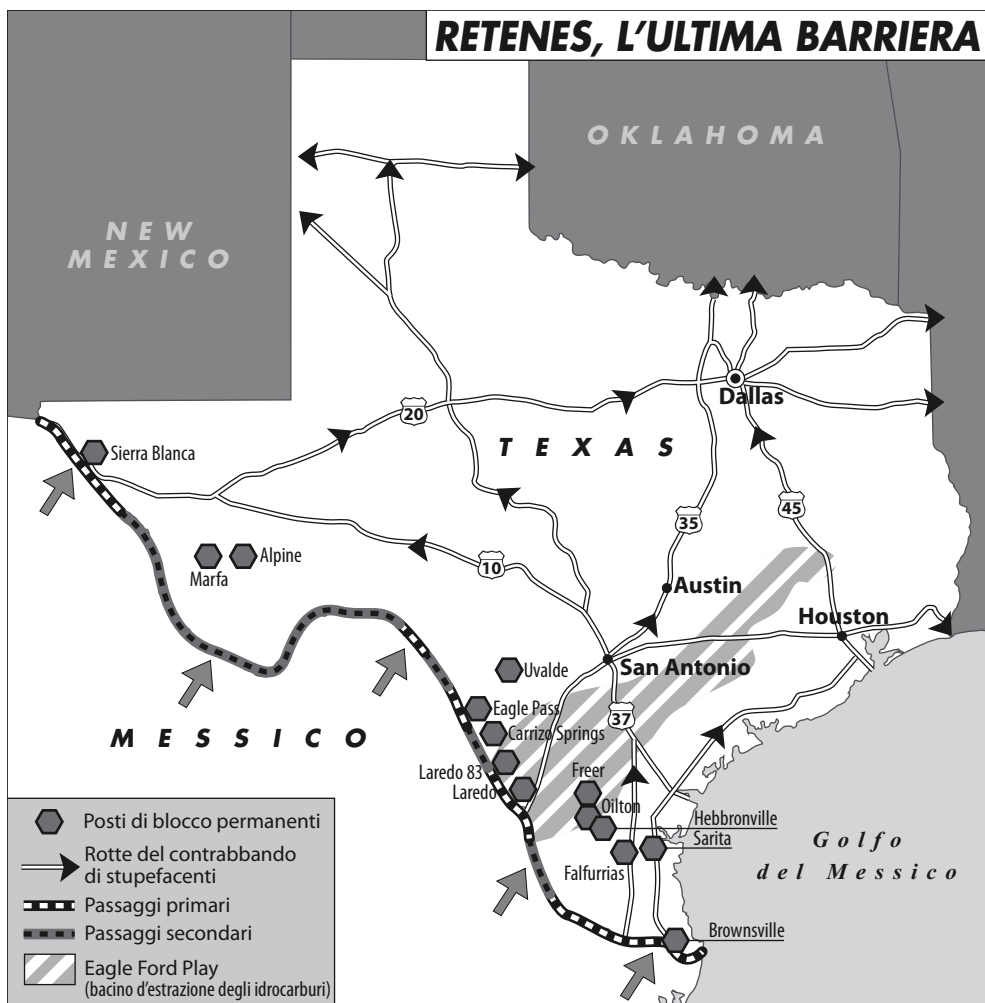 RETENES, L'ULTIMA BARRIERA
OKLAHOMA
NEW
MEXICO
Dallas
20
TEXAS
Sierra Blanca
45
35
Alpine
Marfa
10
Austin
Houston
San Antonio
Uvalde
Eagle Pass
37
Carrizo Springs
MESSICO
Laredo 83
Laredo
Freer
Oilton
Hebbronville
Sarita
Falfurrias
Golfo
del Messico
Brownsville
Posti di blocco permanenti
Rotte del contrabbando
di stupefacenti
Passaggi primari
Passaggi secondari
Eagle Ford Play
(bacino d'estrazione degli idrocarburi)